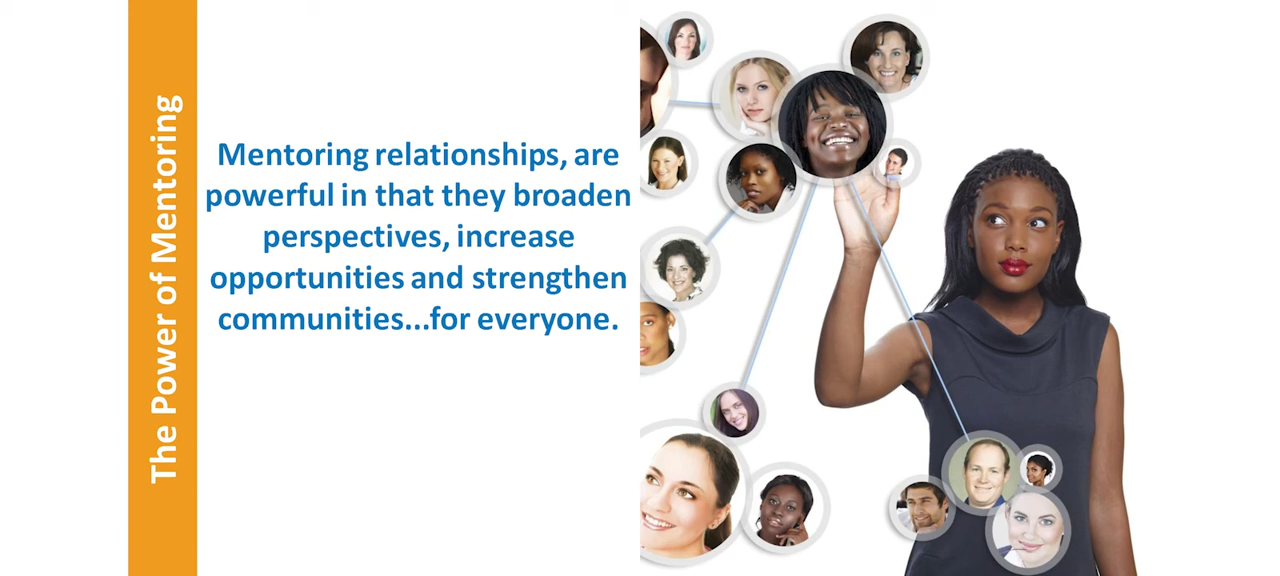 The Power of Mentoring
Mentoring relationships, are
powerful in that they broaden
perspectives, increase
opportunities and strengthen
communities...for everyone.